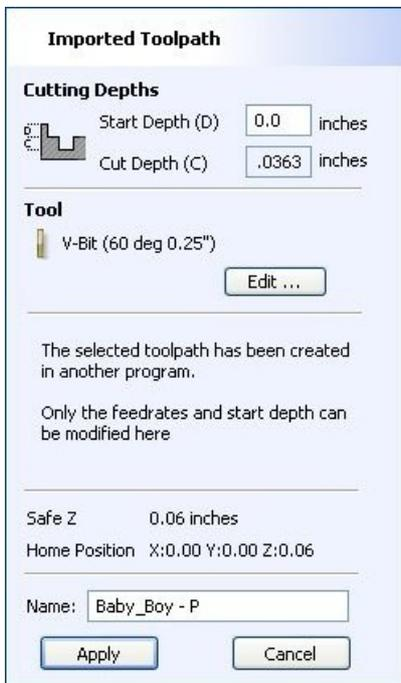 Imported Toolpath
Cutting Depths
D
C
Start Depth (D) 0.0 inches
Cut Depth (C) .0363 inches
Tool
V-Bit (60 deg 0.25")
Edit ...
The selected toolpath has been created
in another program.
Only the feedrates and start depth can
be modified here
Safe Z 0.06 inches
Home Position X:0.00 Y:0.00 Z:0.06
Name: Baby_Boy - P
Apply Cancel